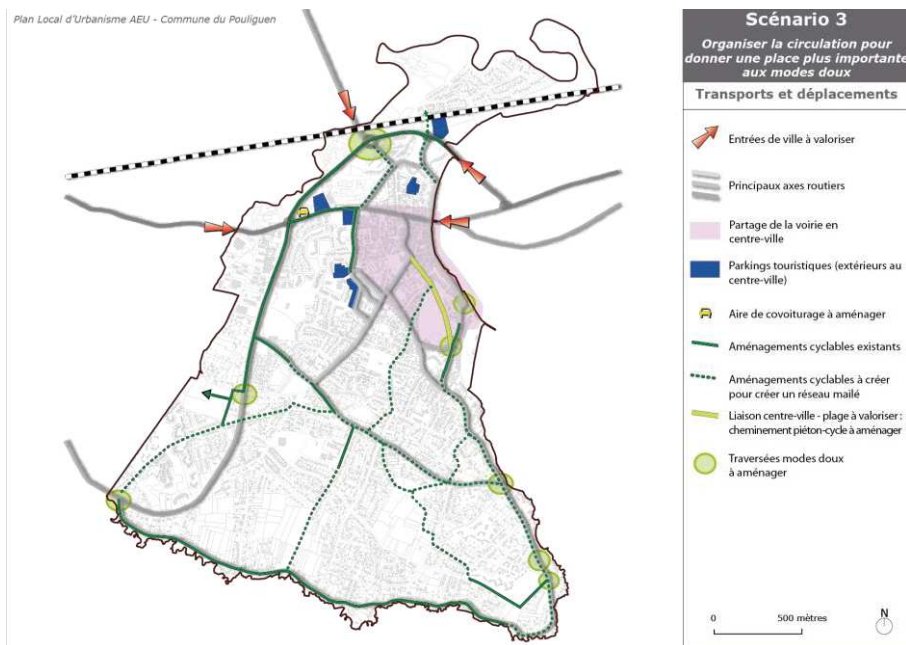 Plan Local d'Urbanisme AEU - Commune du Pouliguen
Scénario 3
Organiser la circulation pour
donner une place plus importante
aux modes doux
Transports et déplacements
Entrées de ville à valoriser
Principaux axes routiers
Partage de la voirie en
centre-ville
Parkings touristiques (extérieurs au
centre-ville)
Aire de covoiturage à aménager
Aménagements cyclables existants
Aménagements cyclables à créer
pour créer un réseau mailé
Liaison centre-ville - plage à valoriser :
cheminement piéton-cycle à aménager
Traversées modes doux
à aménager
0 500 mètres
N